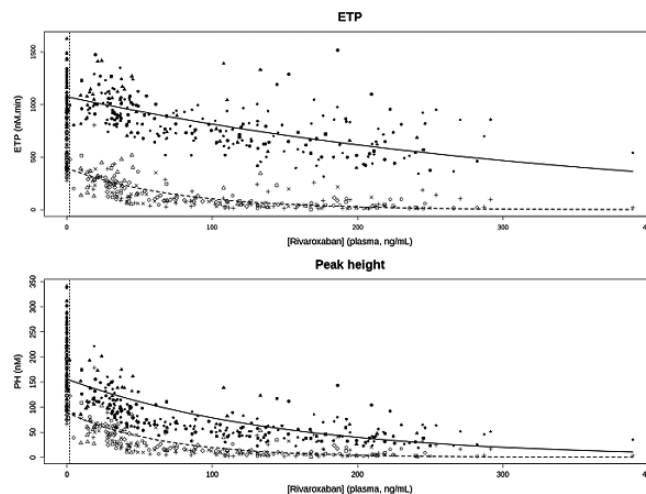 ETP
ETP (nM.min)
1500
1000
500
0
0 100 200 300 4
[Rivaroxaban] (plasma, ng/mL)
Peak height
PH (nM)
350
300
250
200
150
100
50
0
0 100 200 300 4
[Rivaroxaban] (plasma, ng/mL)